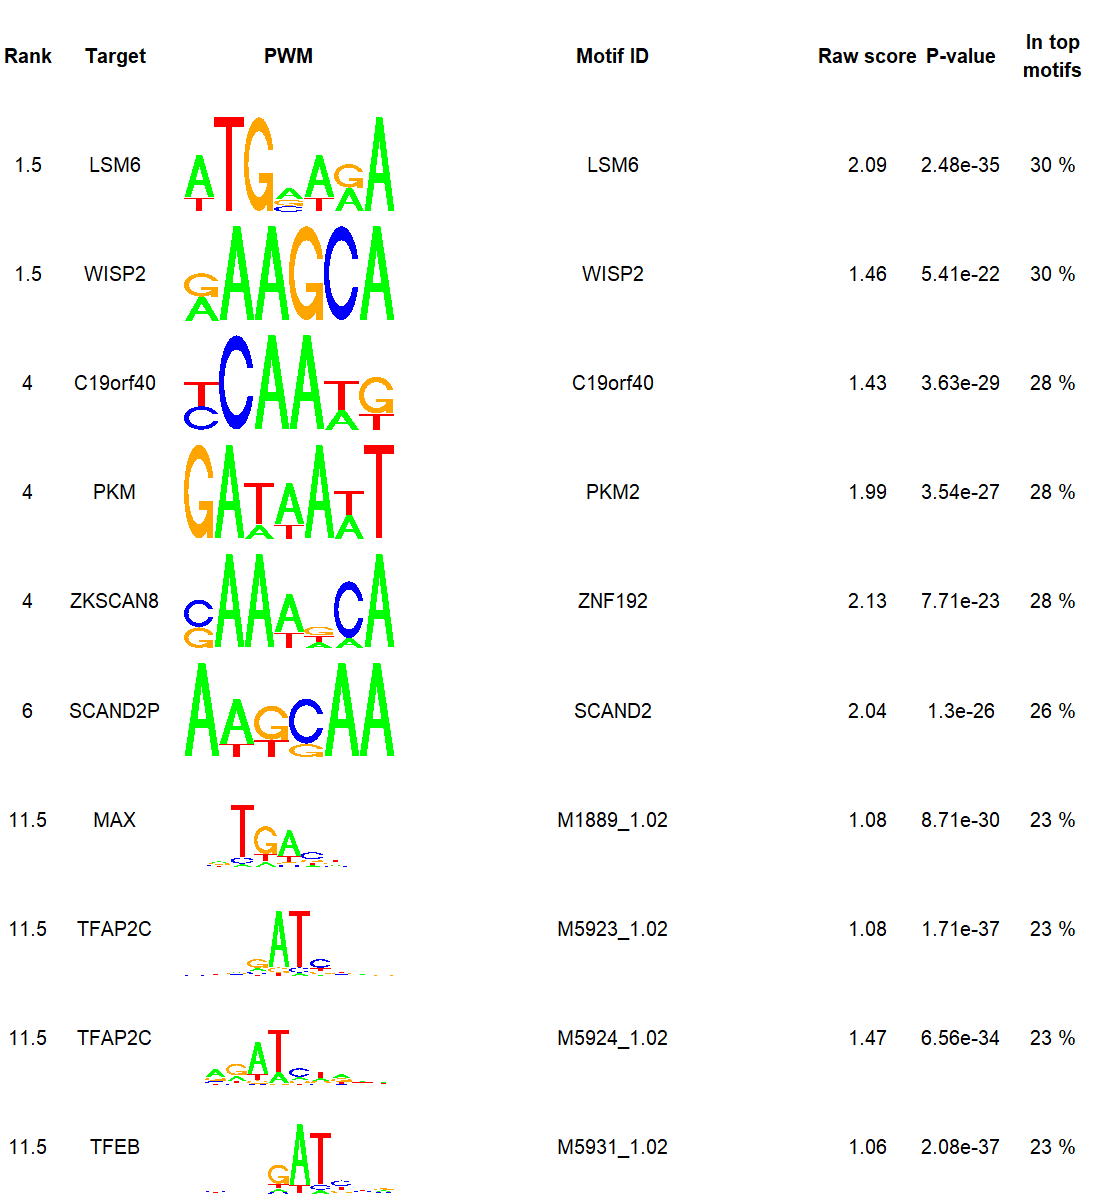 Rank Target PWM Motif ID Raw score P-value In top motifs
1.5 LSM6 LSM6 2.09 2.48e-35 30 %
1.5 WISP2 WISP2 1.46 5.41e-22 30 %
4 C19orf40 C19orf40 1.43 3.63e-29 28 %
4 PKM PKM2 1.99 3.54e-27 28 %
4 ZKSCAN8 ZNF192 2.13 7.71e-23 28 %
6 SCAND2P SCAND2 2.04 1.3e-26 26 %
11.5 MAX M1889_1.02 1.08 8.71e-30 23 %
11.5 TFAP2C M5923_1.02 1.08 1.71e-37 23 %
11.5 TFAP2C M5924_1.02 1.47 6.56e-34 23 %
11.5 TFEB M5931_1.02 1.06 2.08e-37 23 %